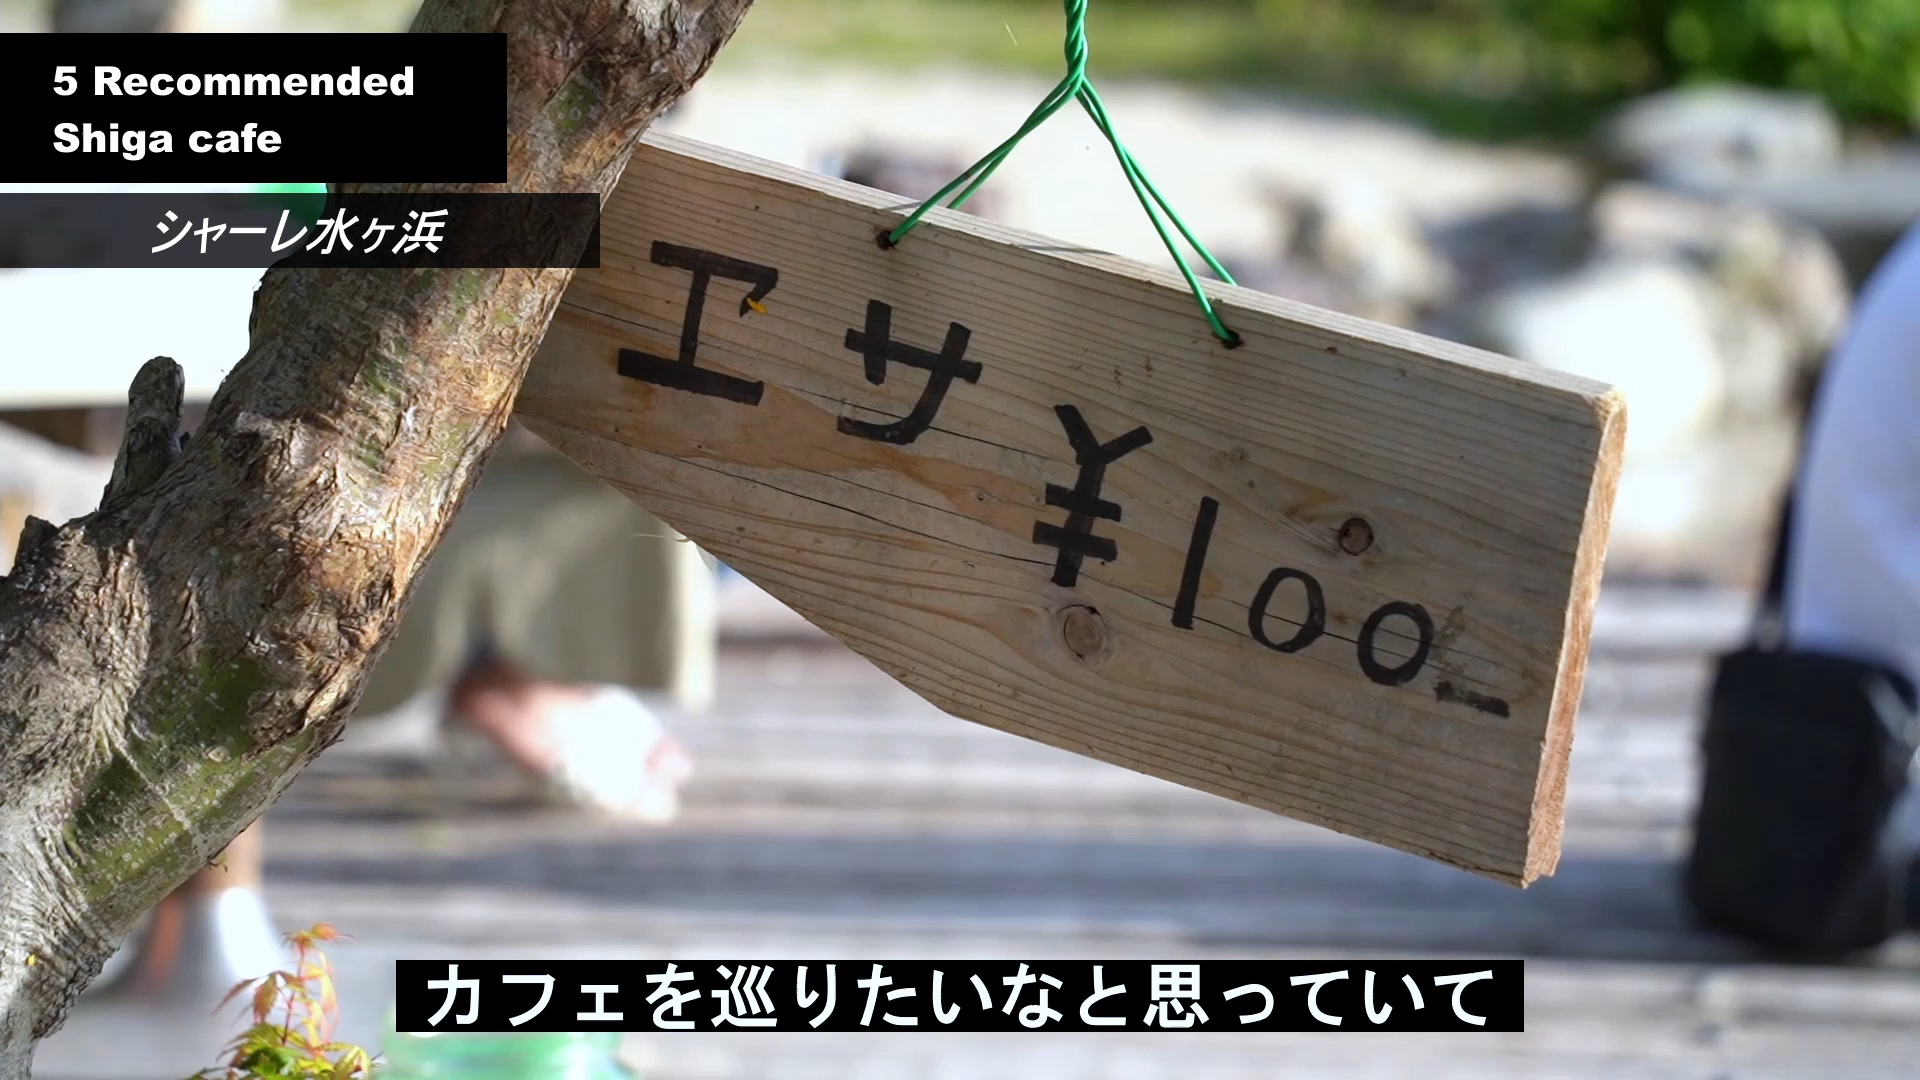 5 Recommended
Shiga cafe
シャーレ水ヶ浜
エサ ¥100-
カフェを巡りたいなと思っていて